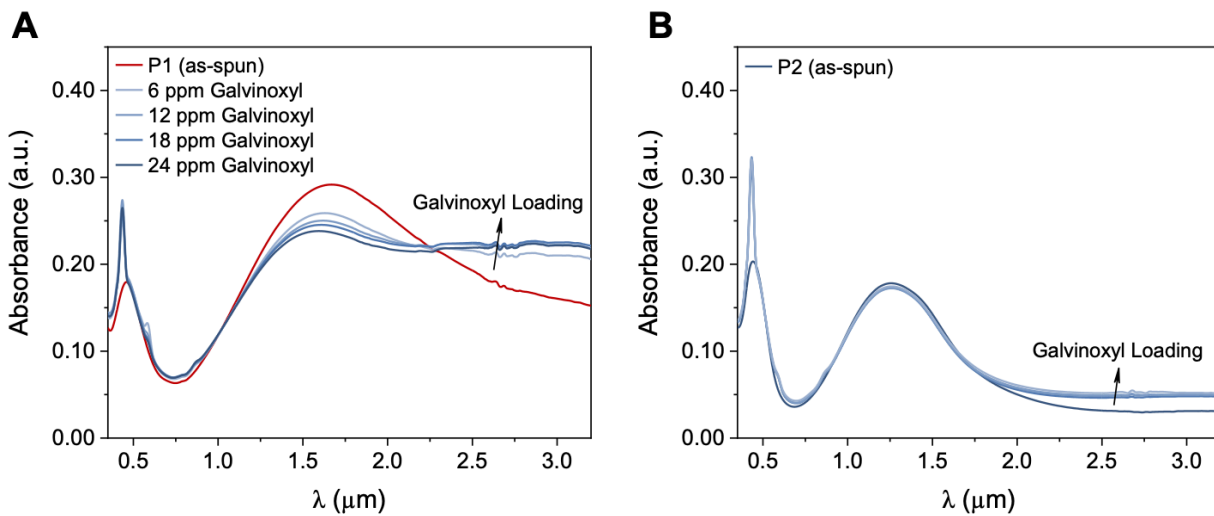 A
P1 (as-spun)
6 ppm Galvinoxyl
12 ppm Galvinoxyl
18 ppm Galvinoxyl
24 ppm Galvinoxyl
Galvinoxyl Loading
Absorbance (a.u.)
0.40
0.30
0.20
0.10
0.00
0.5 1.0 1.5 2.0 2.5 3.0
λ (μm)
B
P2 (as-spun)
Galvinoxyl Loading
Absorbance (a.u.)
0.40
0.30
0.20
0.10
0.00
0.5 1.0 1.5 2.0 2.5 3.0
λ (μm)